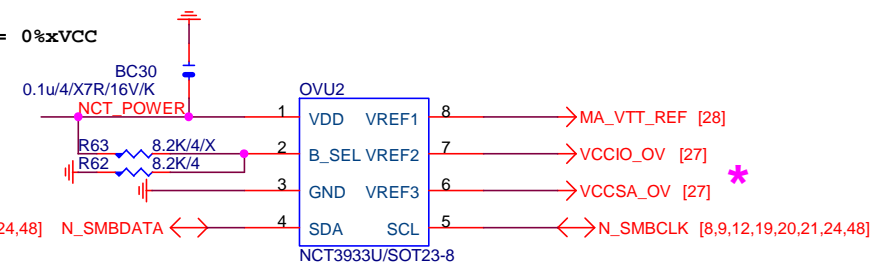 = 0%xVCC
BC30
0.1u/4/X7R/16V/K
OVU2
NCT_POWER
1 VDD VREF1 8 MA_VTT_REF [28]
R63 8.2K/4/X
2 B_SEL VREF2 7 VCCIO_OV [27]
R62 8.2K/4
3 GND VREF3 6 VCCSA_OV [27] *
24,48] N_SMBDATA 4 SDA SCL 5 N_SMBCLK [8,9,12,19,20,21,24,48]
NCT3933U/SOT23-8